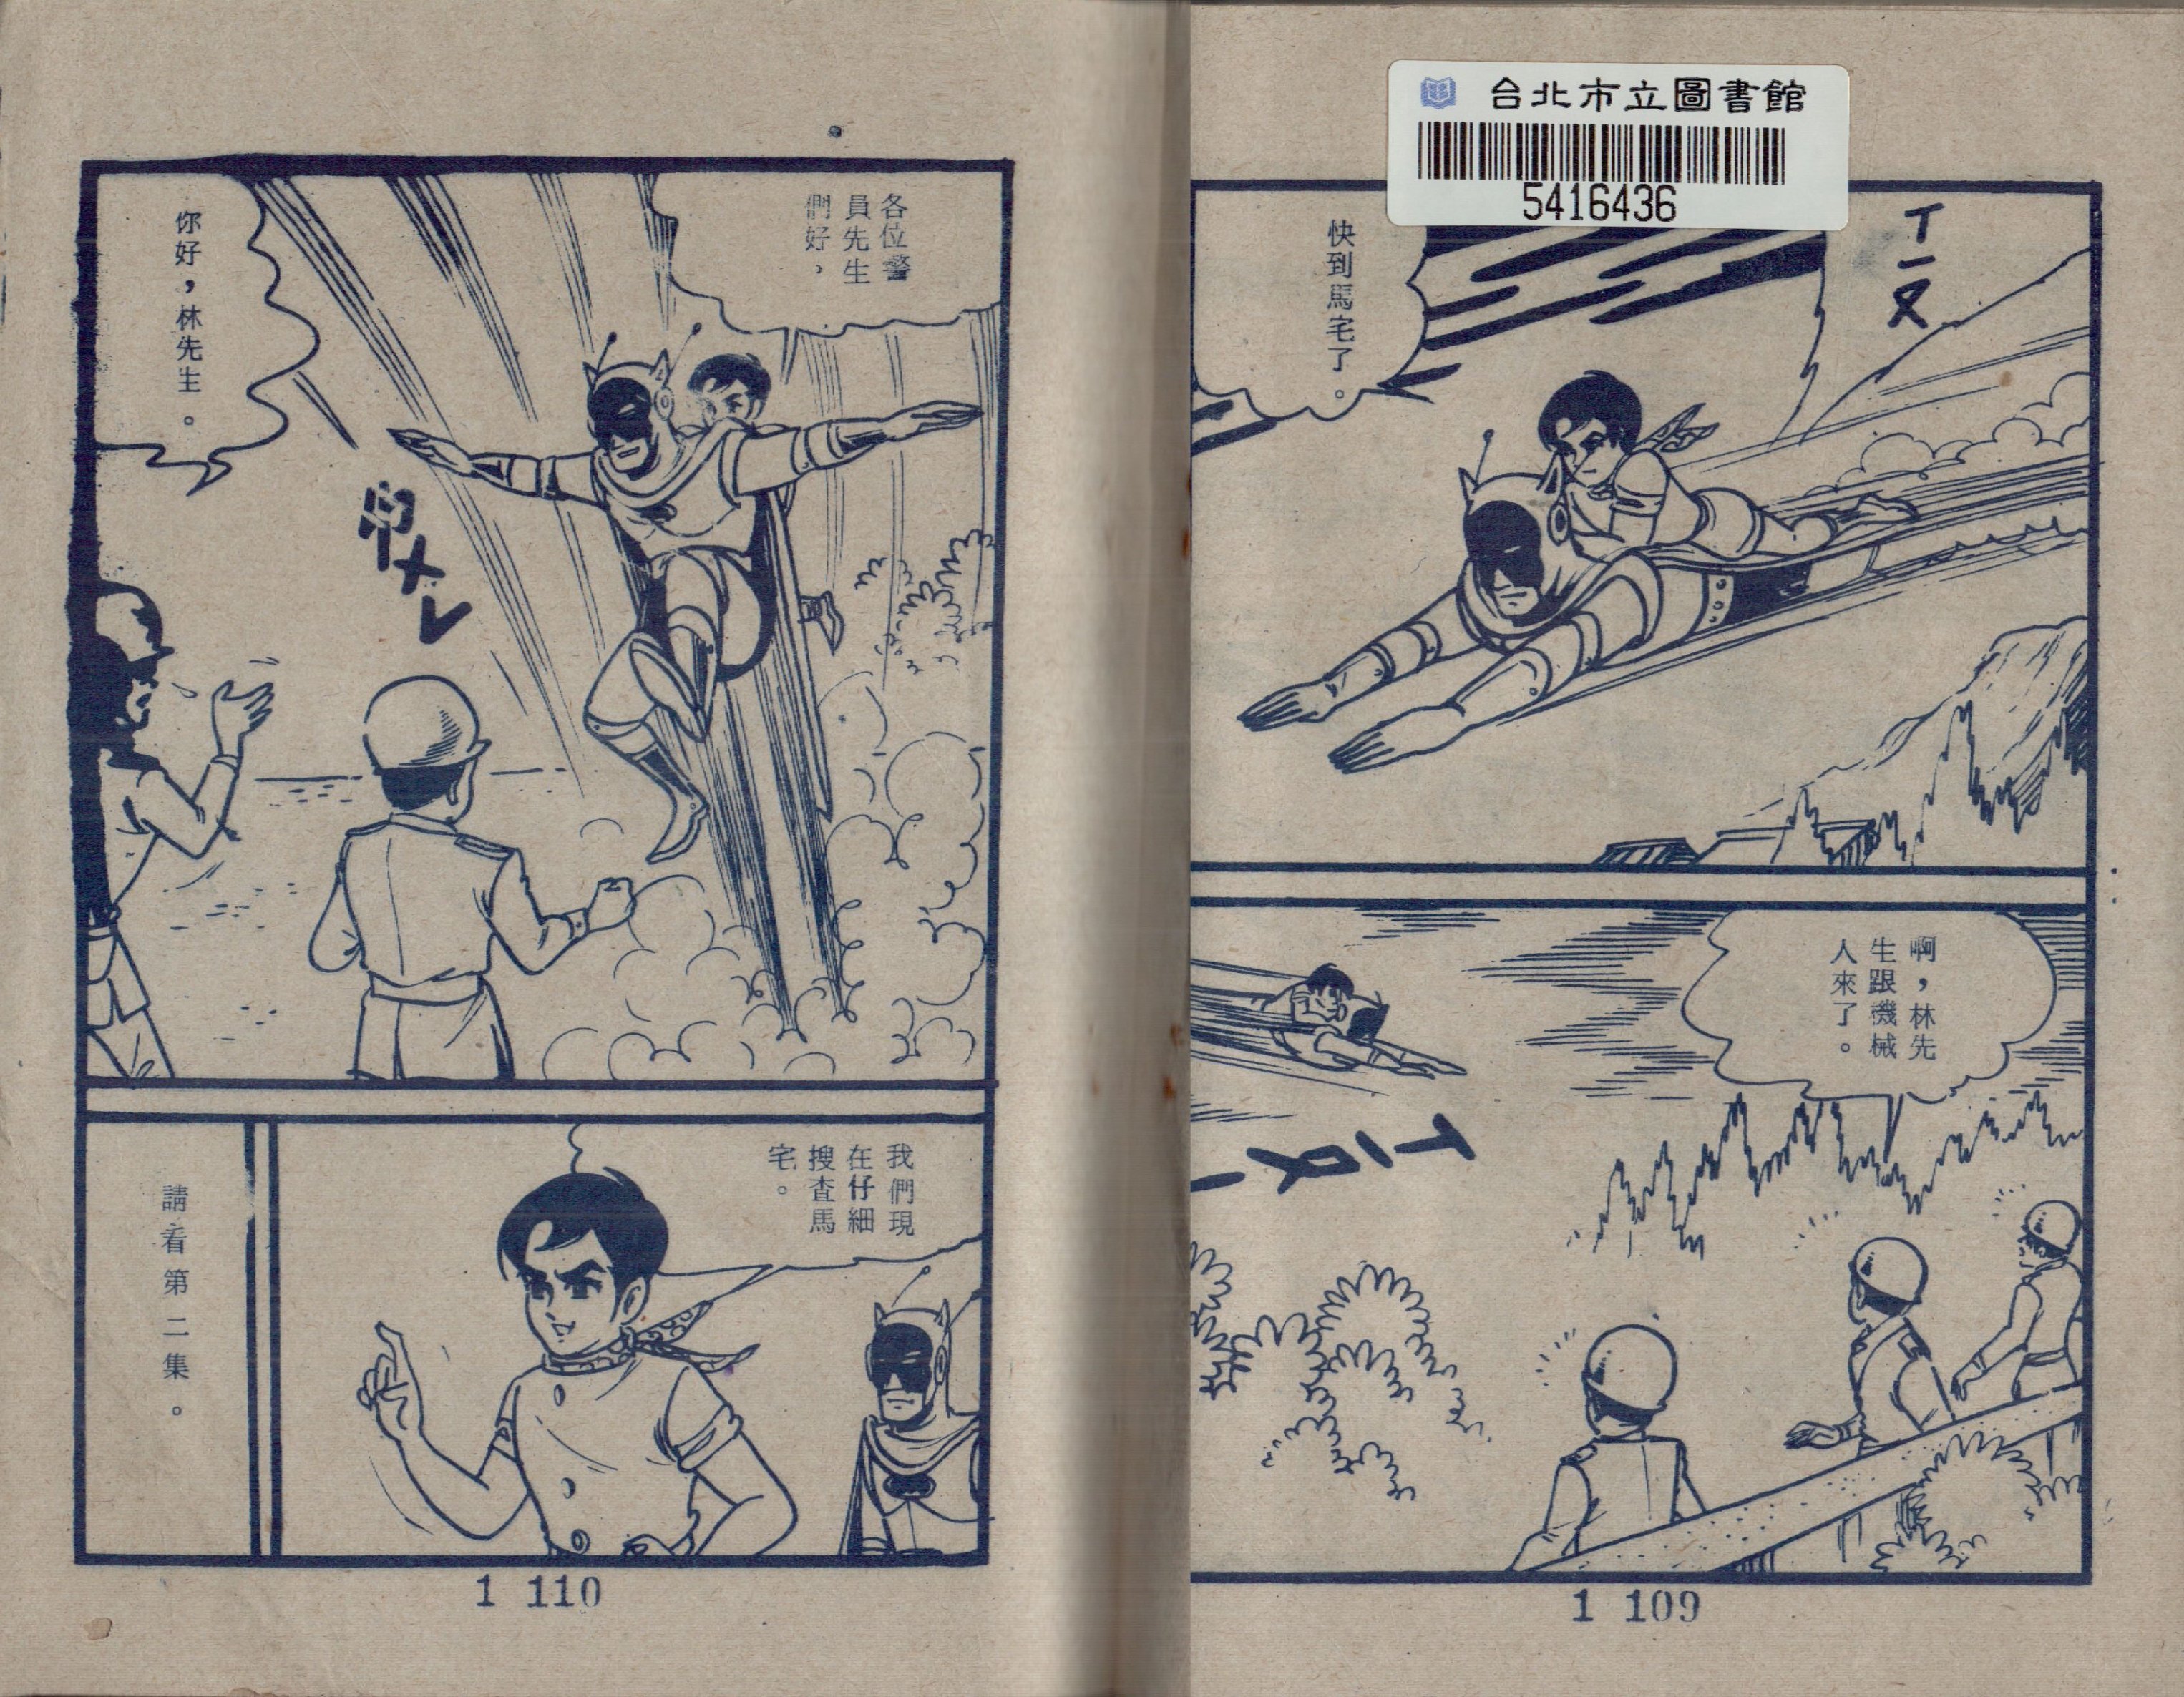 台北市立圖書館
5416436
ㄒㄧㄡ
快到馬宅了。
啊，林先
生跟機械
人來了。
ㄒㄧㄡ
1 109
各位警
員先生
們好，
你好，林先生。
我們現
在仔細
搜查馬
宅。
請看第二集。
1 110